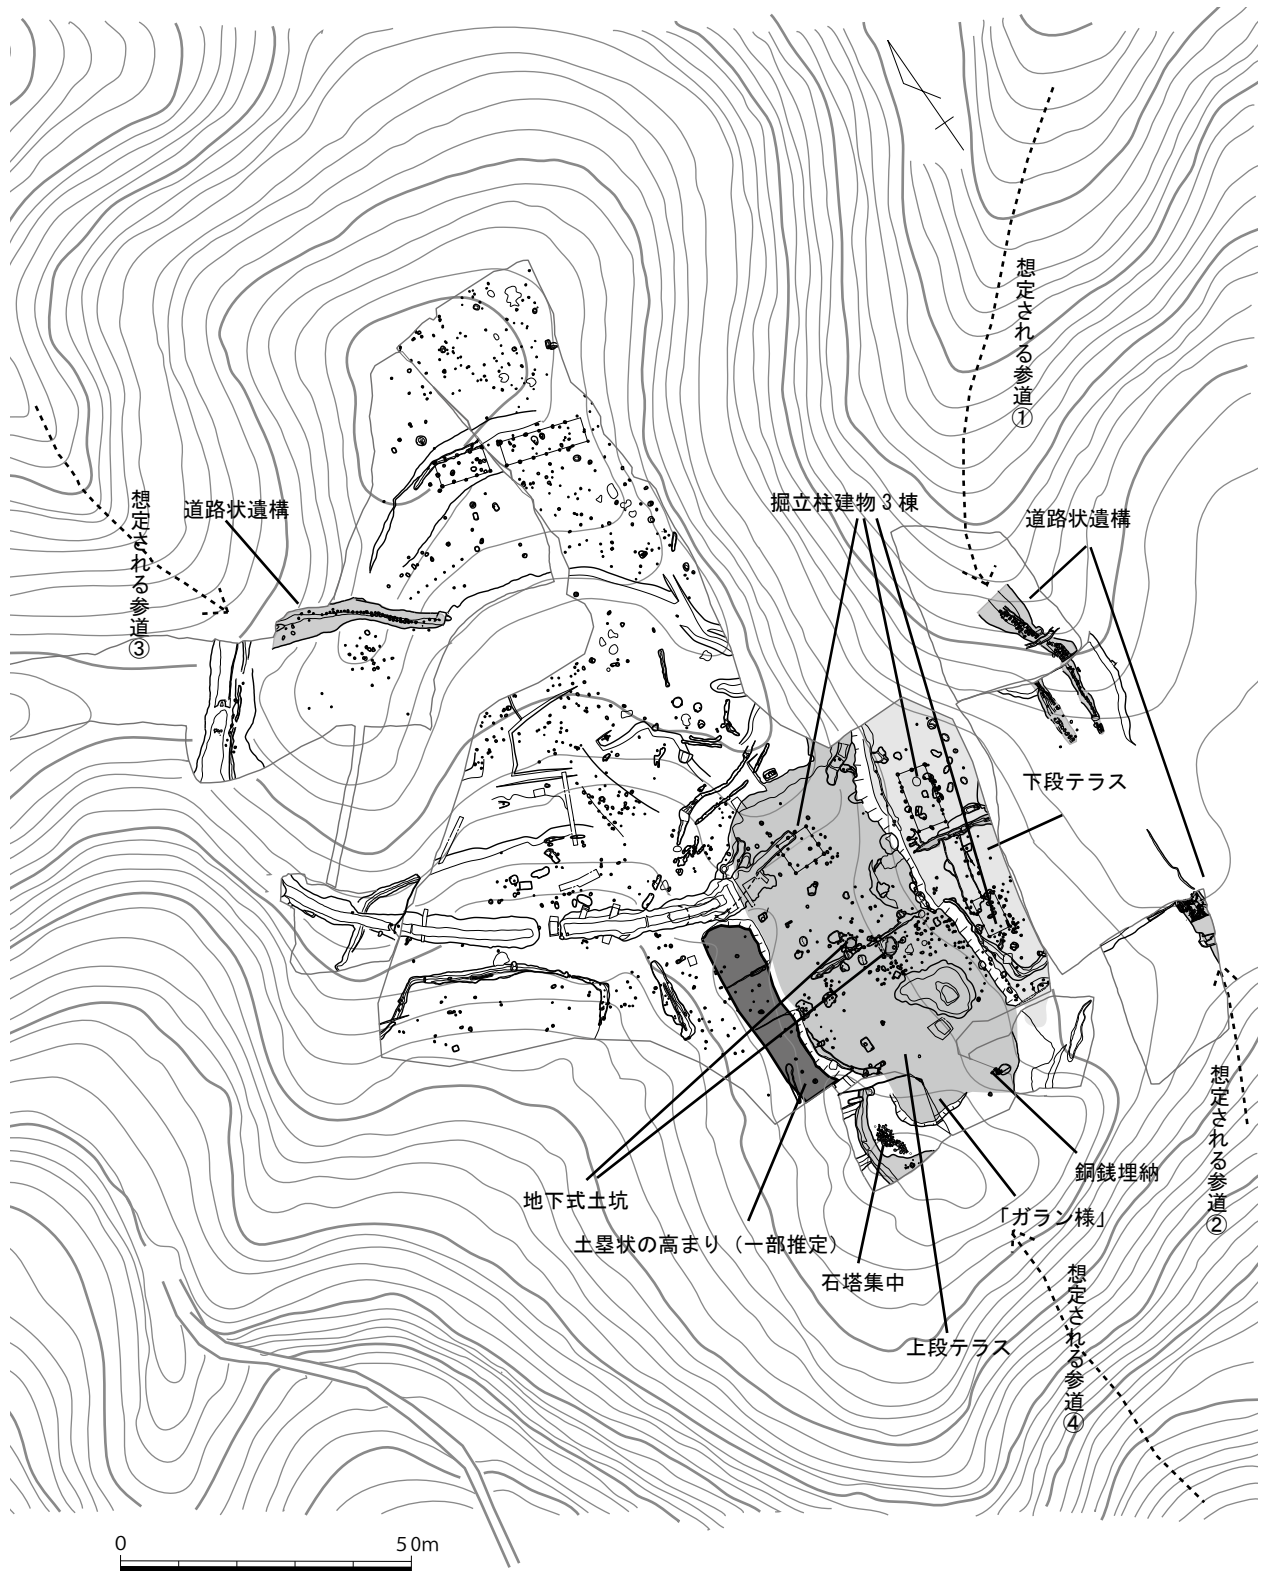 想定される参道①
想定される参道③
道路状遺構
掘立柱建物3棟
道路状遺構
下段テラス
想定される参道②
銅銭埋納
地下式土坑
「ガラン様」
土塁状の高まり（一部推定）
石塔集中
想定される参道④
上段テラス
0 50m